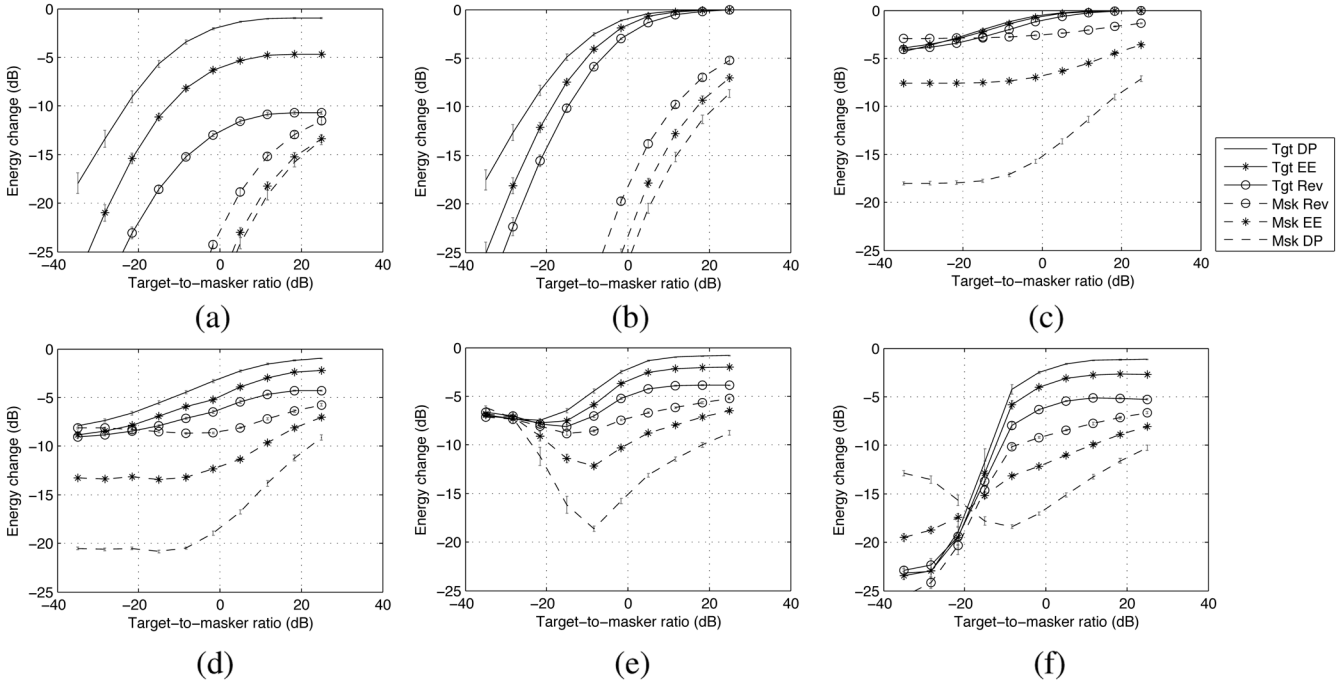 0
−5
−10
−15
−20
−25
−40 −20 0 20 40
Energy change (dB)
Target−to−masker ratio (dB)
(a)
0
−5
−10
−15
−20
−25
−40 −20 0 20 40
Energy change (dB)
Target−to−masker ratio (dB)
(b)
0
−5
−10
−15
−20
−25
−40 −20 0 20 40
Energy change (dB)
Target−to−masker ratio (dB)
(c)
Tgt DP
Tgt EE
Tgt Rev
Msk Rev
Msk EE
Msk DP
0
−5
−10
−15
−20
−25
−40 −20 0 20 40
Energy change (dB)
Target−to−masker ratio (dB)
(d)
0
−5
−10
−15
−20
−25
−40 −20 0 20 40
Energy change (dB)
Target−to−masker ratio (dB)
(e)
0
−5
−10
−15
−20
−25
−40 −20 0 20 40
Energy change (dB)
Target−to−masker ratio (dB)
(f)